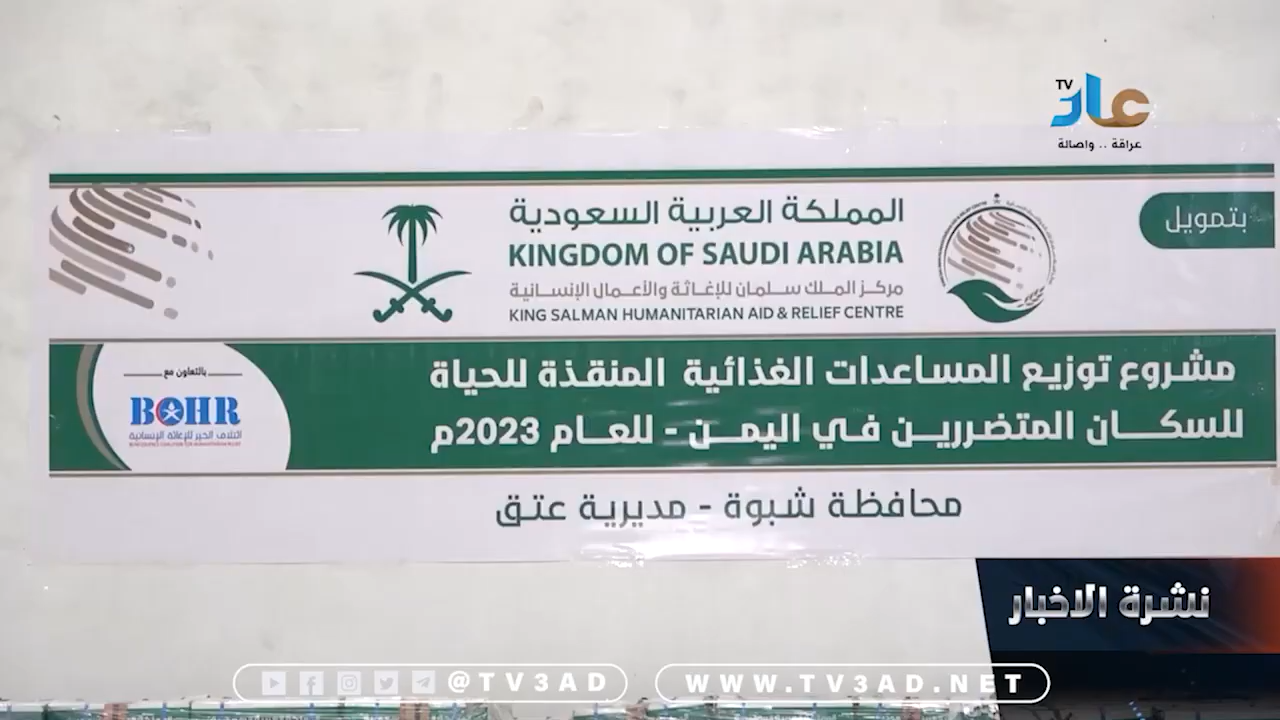 TV
عاد
عراقة .. واصالة
بتمويل
المملكة العربية السعودية
KINGDOM OF SAUDI ARABIA
مركز الملك سلمان للإغاثة والأعمال الإنسانية
KING SALMAN HUMANITARIAN AID & RELIEF CENTRE
مشروع توزيع المساعدات الغذائية المنقذة للحياة
للسكان المتضررين في اليمن - للعام 2023م
بالتعاون مع
BOHR
ائتلاف الخير للإغاثة الإنسانية
محافظة شبوة - مديرية عتق
نشرة الاخبار
@TV3AD
WWW.TV3AD.NET